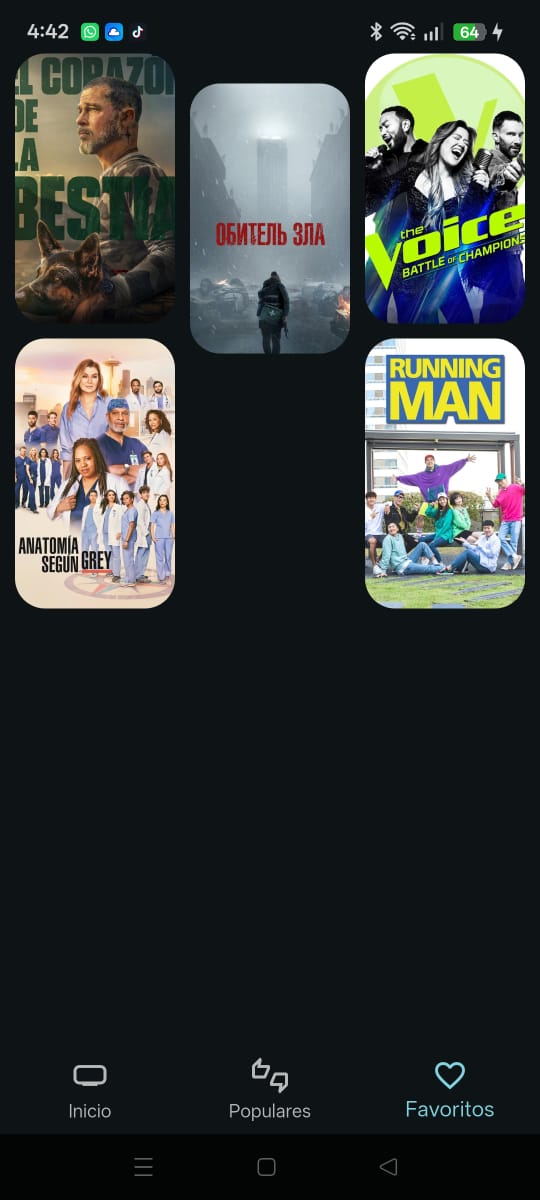 4:42
64
EL CORAZÓN
DE
LA
BESTIA
ОБИТЕЛЬ ЗЛА
the
Voice
BATTLE OF CHAMPIONS
ANATOMÍA
SEGÚN GREY
RUNNING
MAN
Inicio
Populares
Favoritos